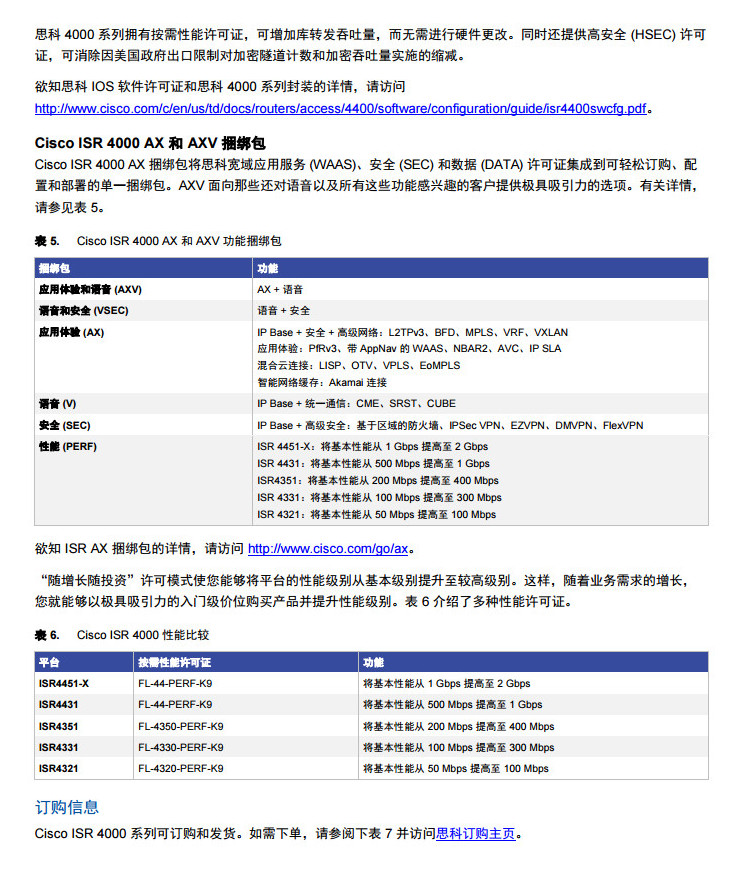 思科 4000 系列拥有按需性能许可证，可增加库转发吞吐量，而无需进行硬件更改。同时还提供高安全 (HSEC) 许可
证，可消除因美国政府出口限制对加密隧道计数和加密吞吐量实施的缩减。
欲知思科 IOS 软件许可证和思科 4000 系列封装的详情，请访问
http://www.cisco.com/c/en/us/td/docs/routers/access/4400/software/configuration/guide/isr4400swcfg.pdf。
Cisco ISR 4000 AX 和 AXV 捆绑包
Cisco ISR 4000 AX 捆绑包将思科宽域应用服务 (WAAS)、安全 (SEC) 和数据 (DATA) 许可证集成到可轻松订购、配
置和部署的单一捆绑包。AXV 面向那些还对语音以及所有这些功能感兴趣的客户提供极具吸引力的选项。有关详情，
请参见表 5。
表 5. Cisco ISR 4000 AX 和 AXV 功能捆绑包
捆绑包 功能
应用体验和语音 (AXV) AX + 语音
语音和安全 (VSEC) 语音 + 安全
应用体验 (AX) IP Base + 安全 + 高级网络：L2TPv3、BFD、MPLS、VRF、VXLAN
应用体验：PfRv3、带 AppNav 的 WAAS、NBAR2、AVC、IP SLA
混合云连接：LISP、OTV、VPLS、EoMPLS
智能网络缓存：Akamai 连接
语音 (V) IP Base + 统一通信：CME、SRST、CUBE
安全 (SEC) IP Base + 高级安全：基于区域的防火墙、IPSec VPN、EZVPN、DMVPN、FlexVPN
性能 (PERF) ISR 4451-X：将基本性能从 1 Gbps 提高至 2 Gbps
ISR 4431：将基本性能从 500 Mbps 提高至 1 Gbps
ISR4351：将基本性能从 200 Mbps 提高至 400 Mbps
ISR 4331：将基本性能从 100 Mbps 提高至 300 Mbps
ISR 4321：将基本性能从 50 Mbps 提高至 100 Mbps
欲知 ISR AX 捆绑包的详情，请访问 http://www.cisco.com/go/ax。
“随增长随投资”许可模式使您能够将平台的性能级别从基本级别提升至较高级别。这样，随着业务需求的增长，
您就能够以极具吸引力的入门级价位购买产品并提升性能级别。表 6 介绍了多种性能许可证。
表 6. Cisco ISR 4000 性能比较
平台 按需性能许可证 功能
ISR4451-X FL-44-PERF-K9 将基本性能从 1 Gbps 提高至 2 Gbps
ISR4431 FL-44-PERF-K9 将基本性能从 500 Mbps 提高至 1 Gbps
ISR4351 FL-4350-PERF-K9 将基本性能从 200 Mbps 提高至 400 Mbps
ISR4331 FL-4330-PERF-K9 将基本性能从 100 Mbps 提高至 300 Mbps
ISR4321 FL-4320-PERF-K9 将基本性能从 50 Mbps 提高至 100 Mbps
订购信息
Cisco ISR 4000 系列可订购和发货。如需下单，请参阅下表 7 并访问思科订购主页。